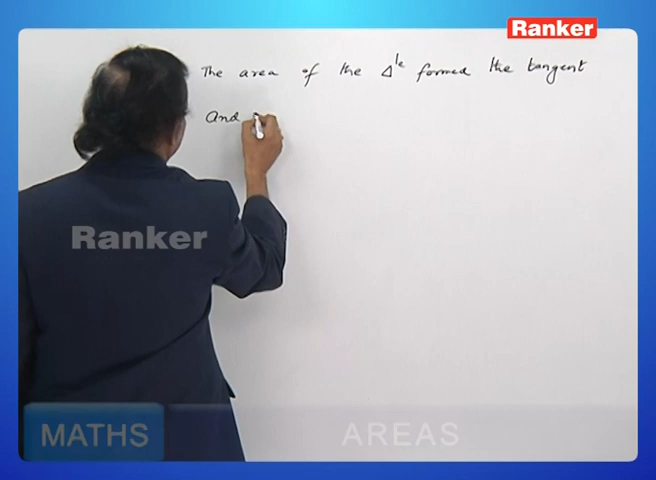 Ranker
The area of the Δle formed the tangent
And
Ranker
MATHS
AREAS